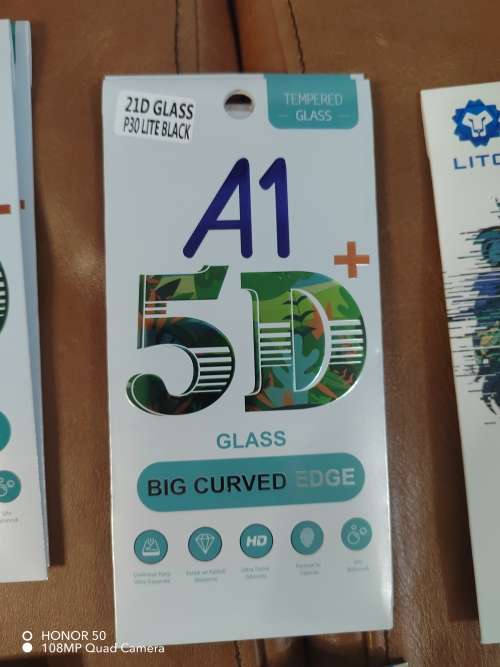 21D GLASS
P30 LITE BLACK
TEMPERED
GLASS
A1
5D+
GLASS
BIG CURVED EDGE
HD
LITO
HONOR 50
108MP Quad Camera